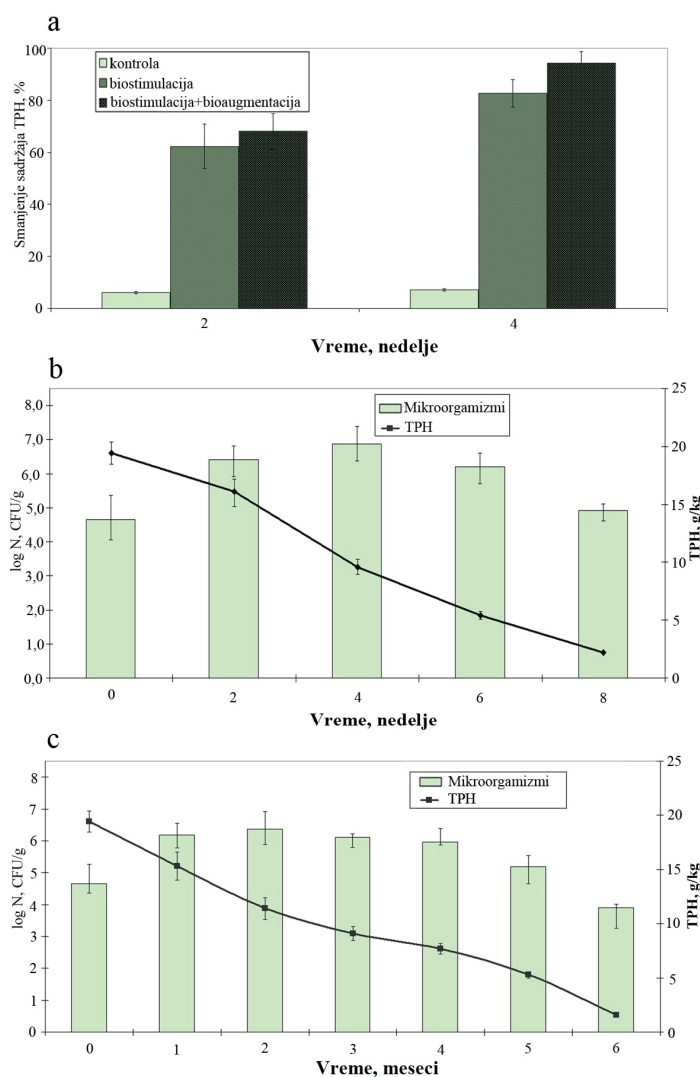 a
Smanjenje sadržaja TPH, %
100
80
60
40
20
0
kontrola
biostimulacija
biostimulacija+bioaugmentacija
2
4
Vreme, nedelje
b
log N, CFU/g
8,0
7,0
6,0
5,0
4,0
3,0
2,0
1,0
0,0
Mikroorgamizmi
TPH
25
20
15
10
5
0
TPH, g/kg
0
2
4
6
8
Vreme, nedelje
c
log N, CFU/g
8
7
6
5
4
3
2
1
0
Mikroorgamizmi
TPH
25
20
15
10
5
0
TPH, g/kg
0
1
2
3
4
5
6
Vreme, meseci